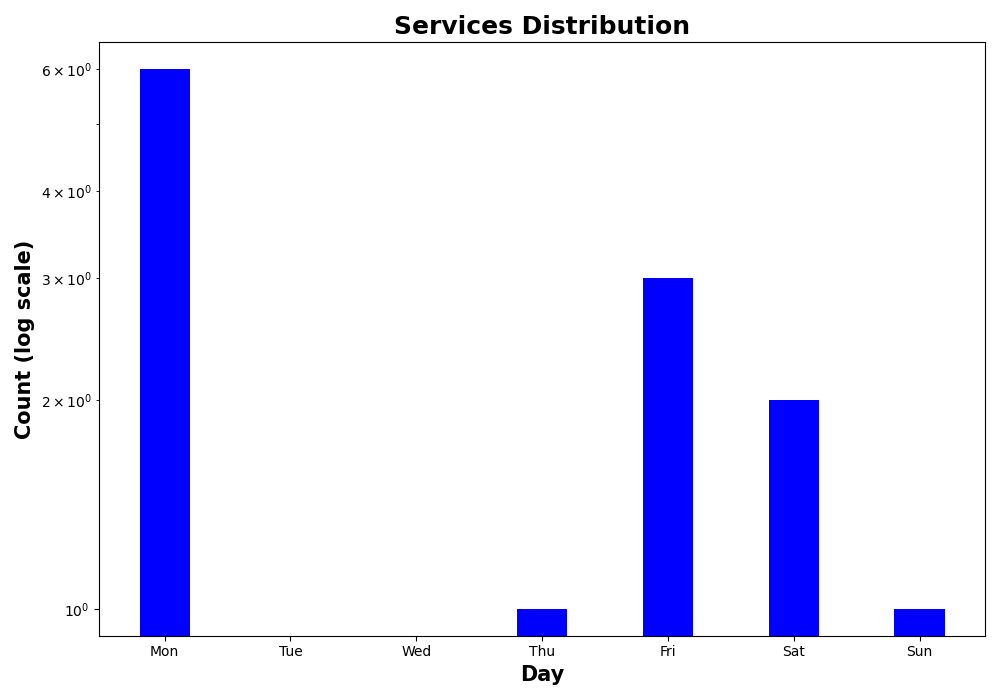 Services Distribution
6 × 10⁰
4 × 10⁰
3 × 10⁰
2 × 10⁰
10⁰
Count (log scale)
Mon Tue Wed Thu Fri Sat Sun
Day